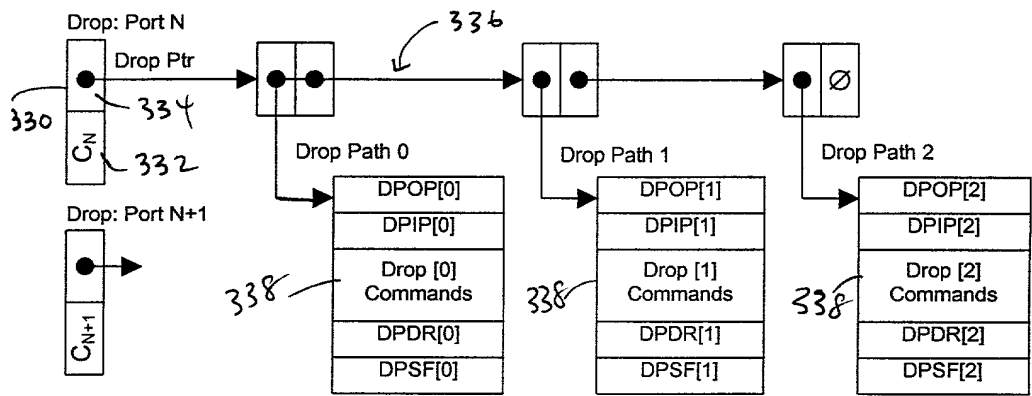 Drop: Port N
336
Drop Ptr
Ø
330
334
C_N
332
Drop Path 0
Drop Path 1
Drop Path 2
DPOP[0]
DPOP[1]
DPOP[2]
Drop: Port N+1
DPIP[0]
DPIP[1]
DPIP[2]
338
Drop [0]
Commands
338
Drop [1]
Commands
338
Drop [2]
Commands
C_N+1
DPDR[0]
DPDR[1]
DPDR[2]
DPSF[0]
DPSF[1]
DPSF[2]